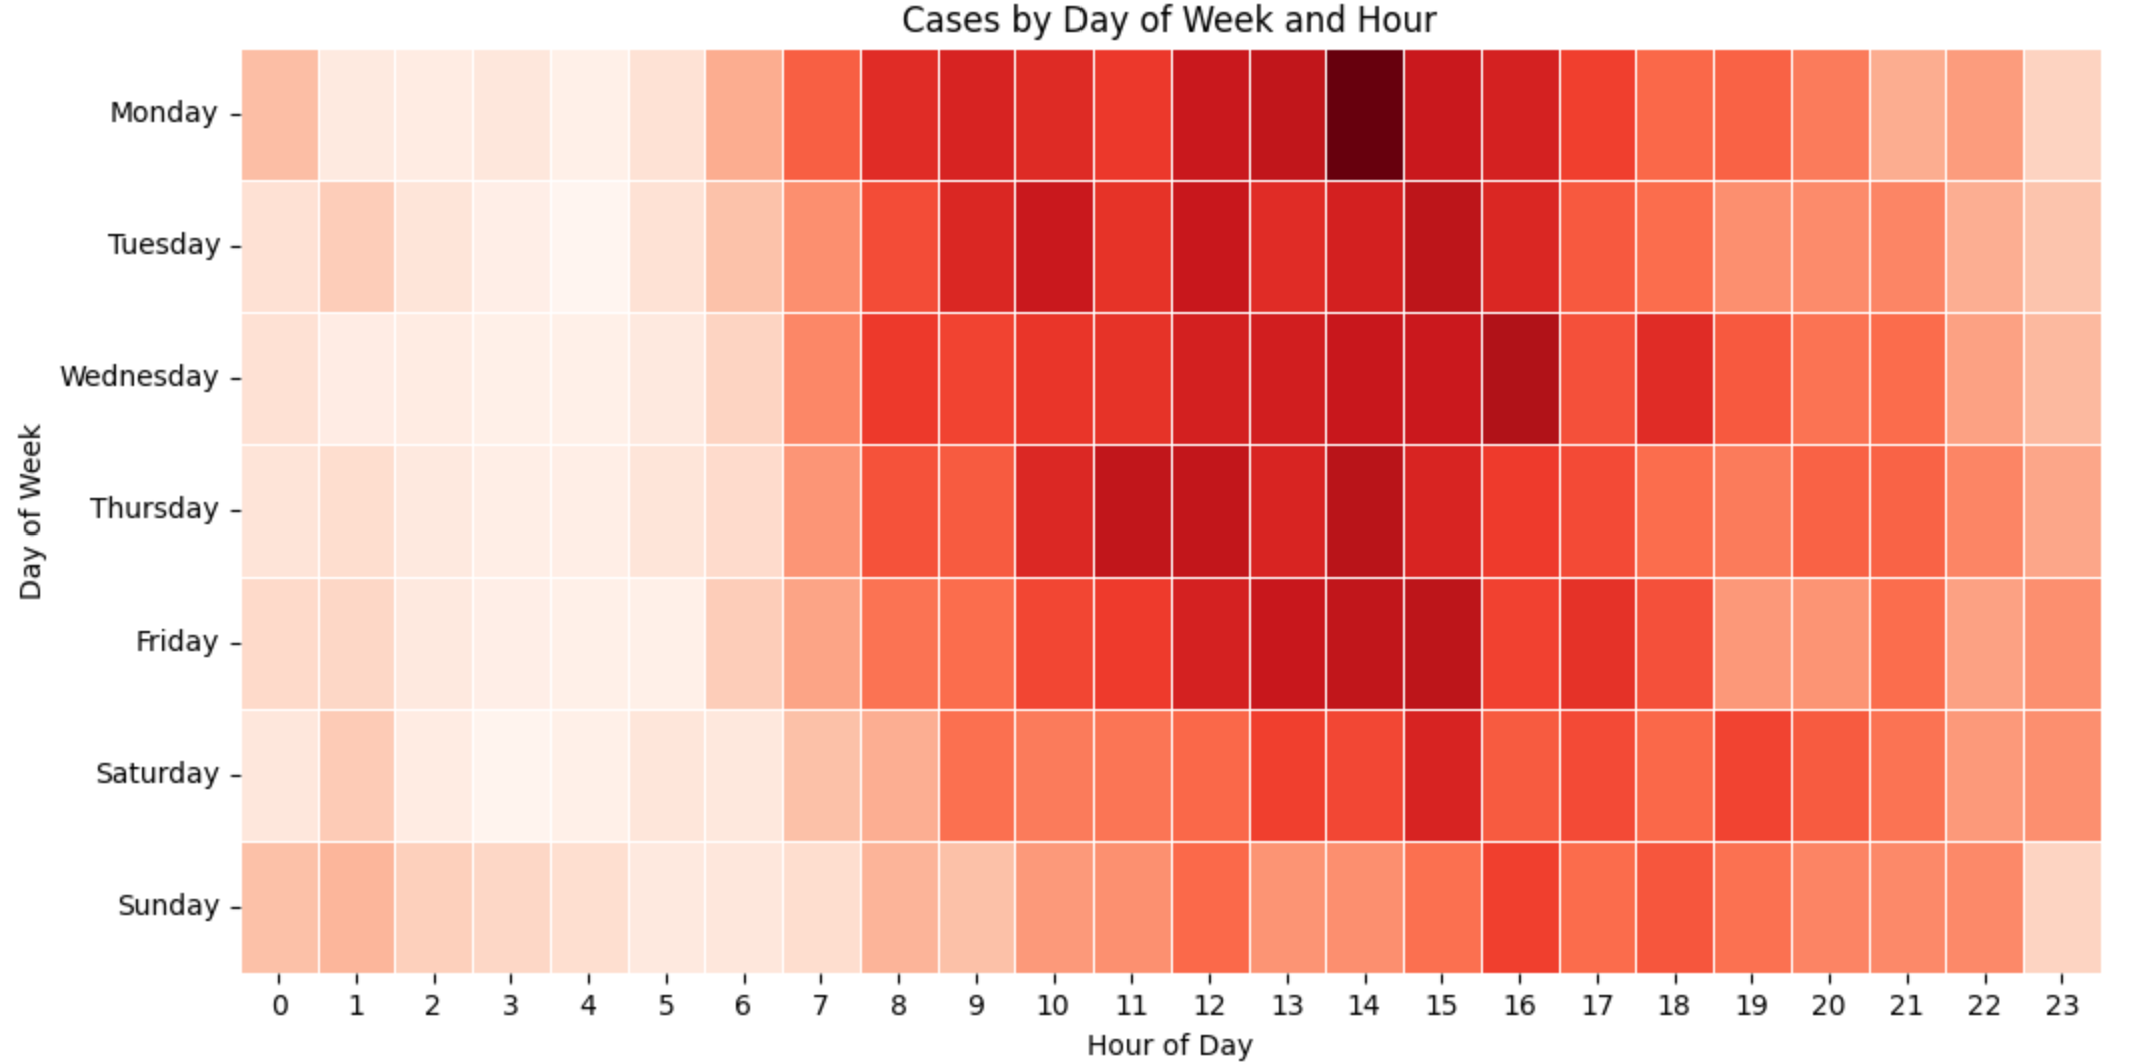 Cases by Day of Week and Hour
Day of Week
Monday
Tuesday
Wednesday
Thursday
Friday
Saturday
Sunday
0 1 2 3 4 5 6 7 8 9 10 11 12 13 14 15 16 17 18 19 20 21 22 23
Hour of Day